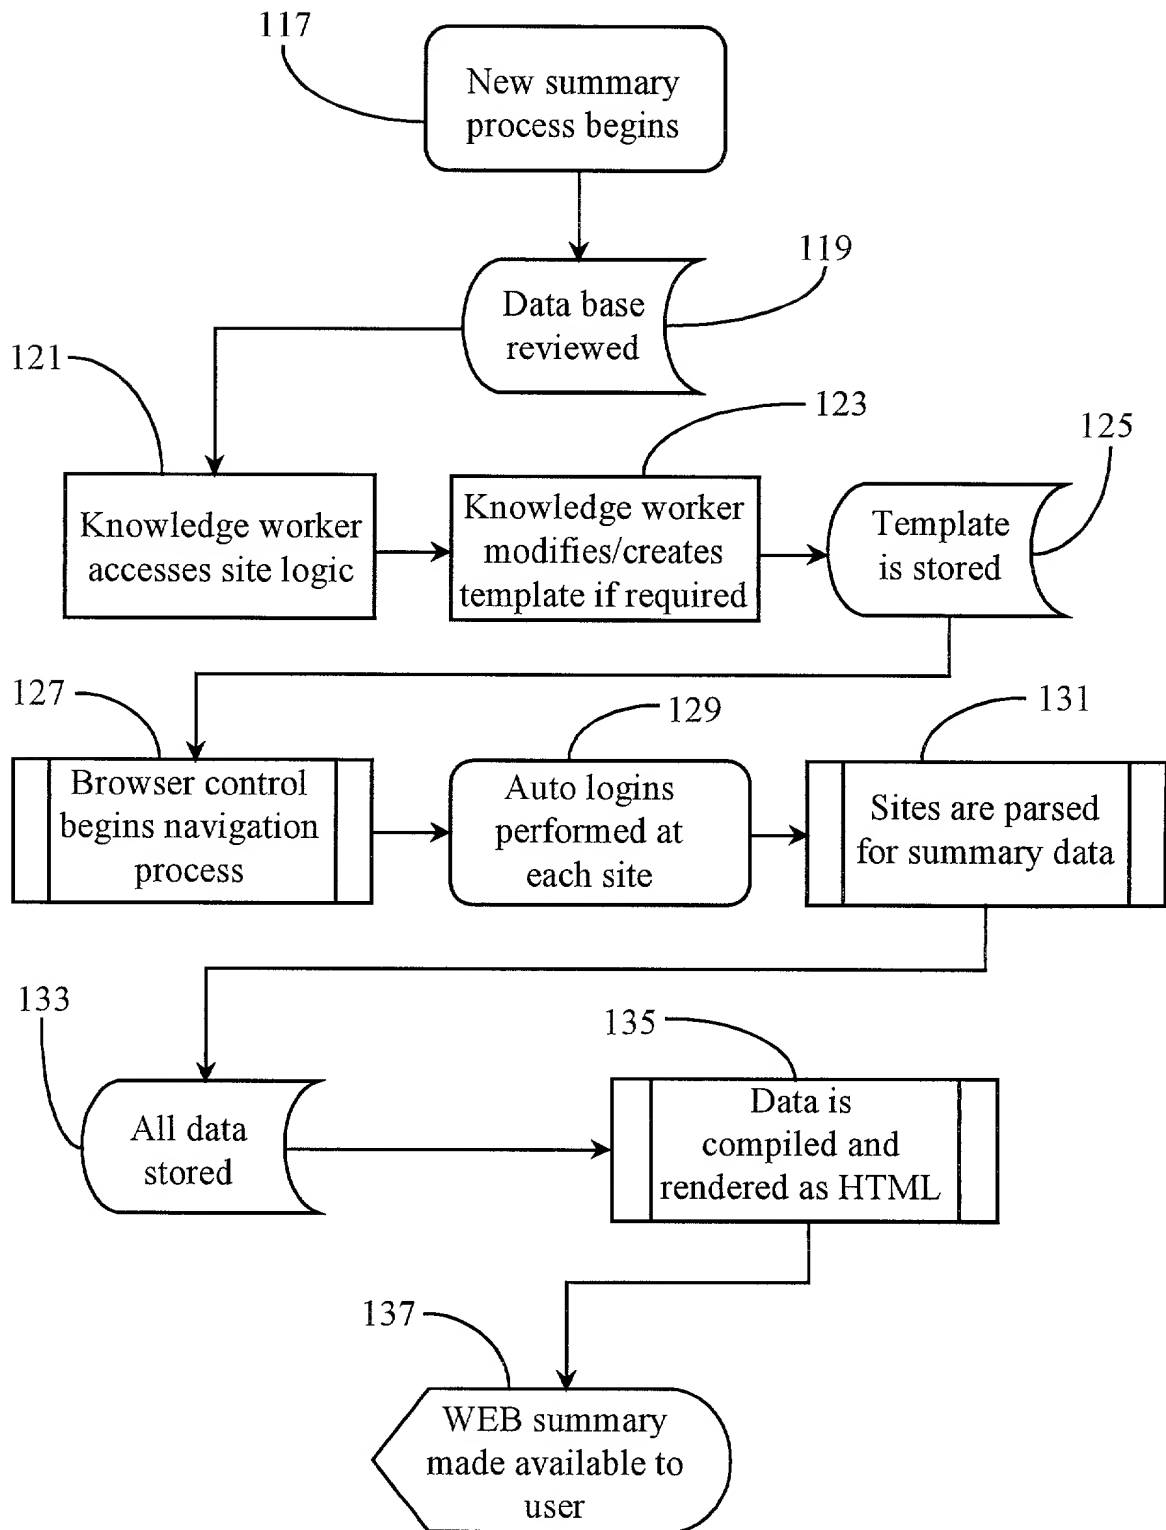 117
New summary
process begins
119
Data base
reviewed
121
123
125
Knowledge worker
accesses site logic
Knowledge worker
modifies/creates
template if required
Template
is stored
127
129
131
Browser control
begins navigation
process
Auto logins
performed at
each site
Sites are parsed
for summary data
133
135
All data
stored
Data is
compiled and
rendered as HTML
137
WEB summary
made available to
user